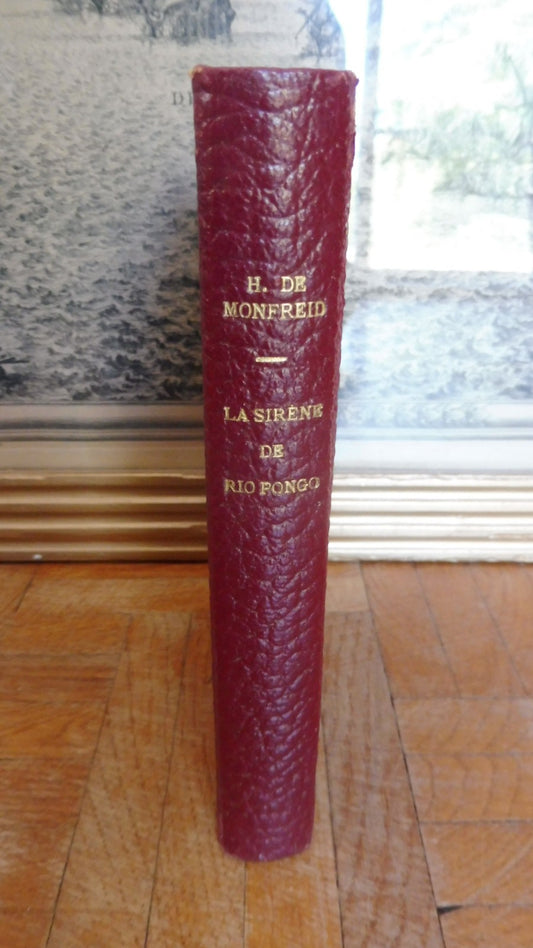 H. DE
MONFREID
LA SIRÈNE
DE
RIO PONGO